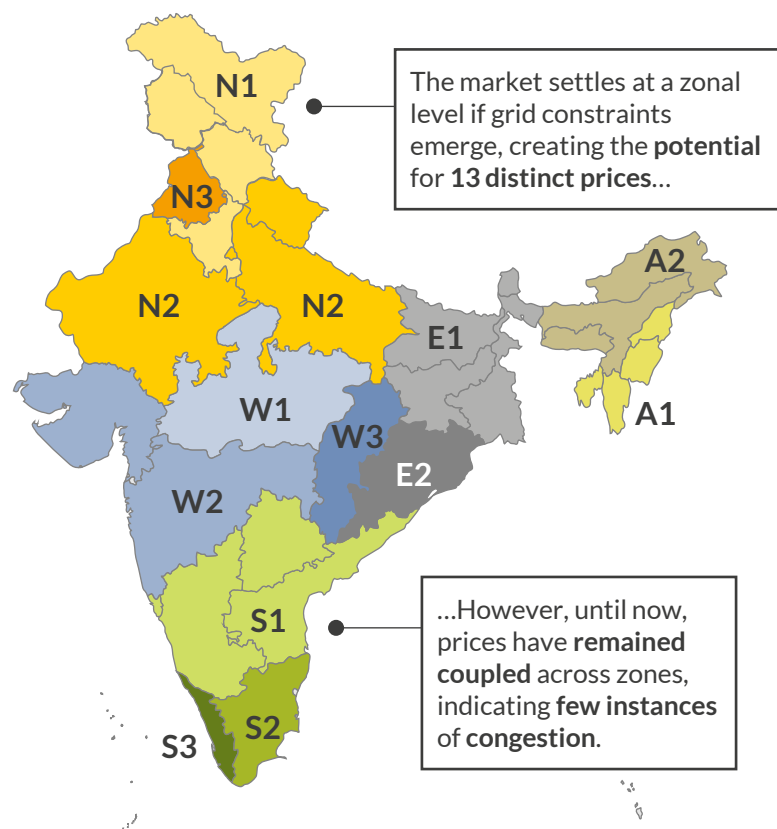 N1
The market settles at a zonal
level if grid constraints
emerge, creating the potential
for 13 distinct prices...
N3
A2
N2
N2
E1
W1
A1
W3
E2
W2
...However, until now,
prices have remained
coupled across zones,
indicating few instances
of congestion.
S1
S2
S3